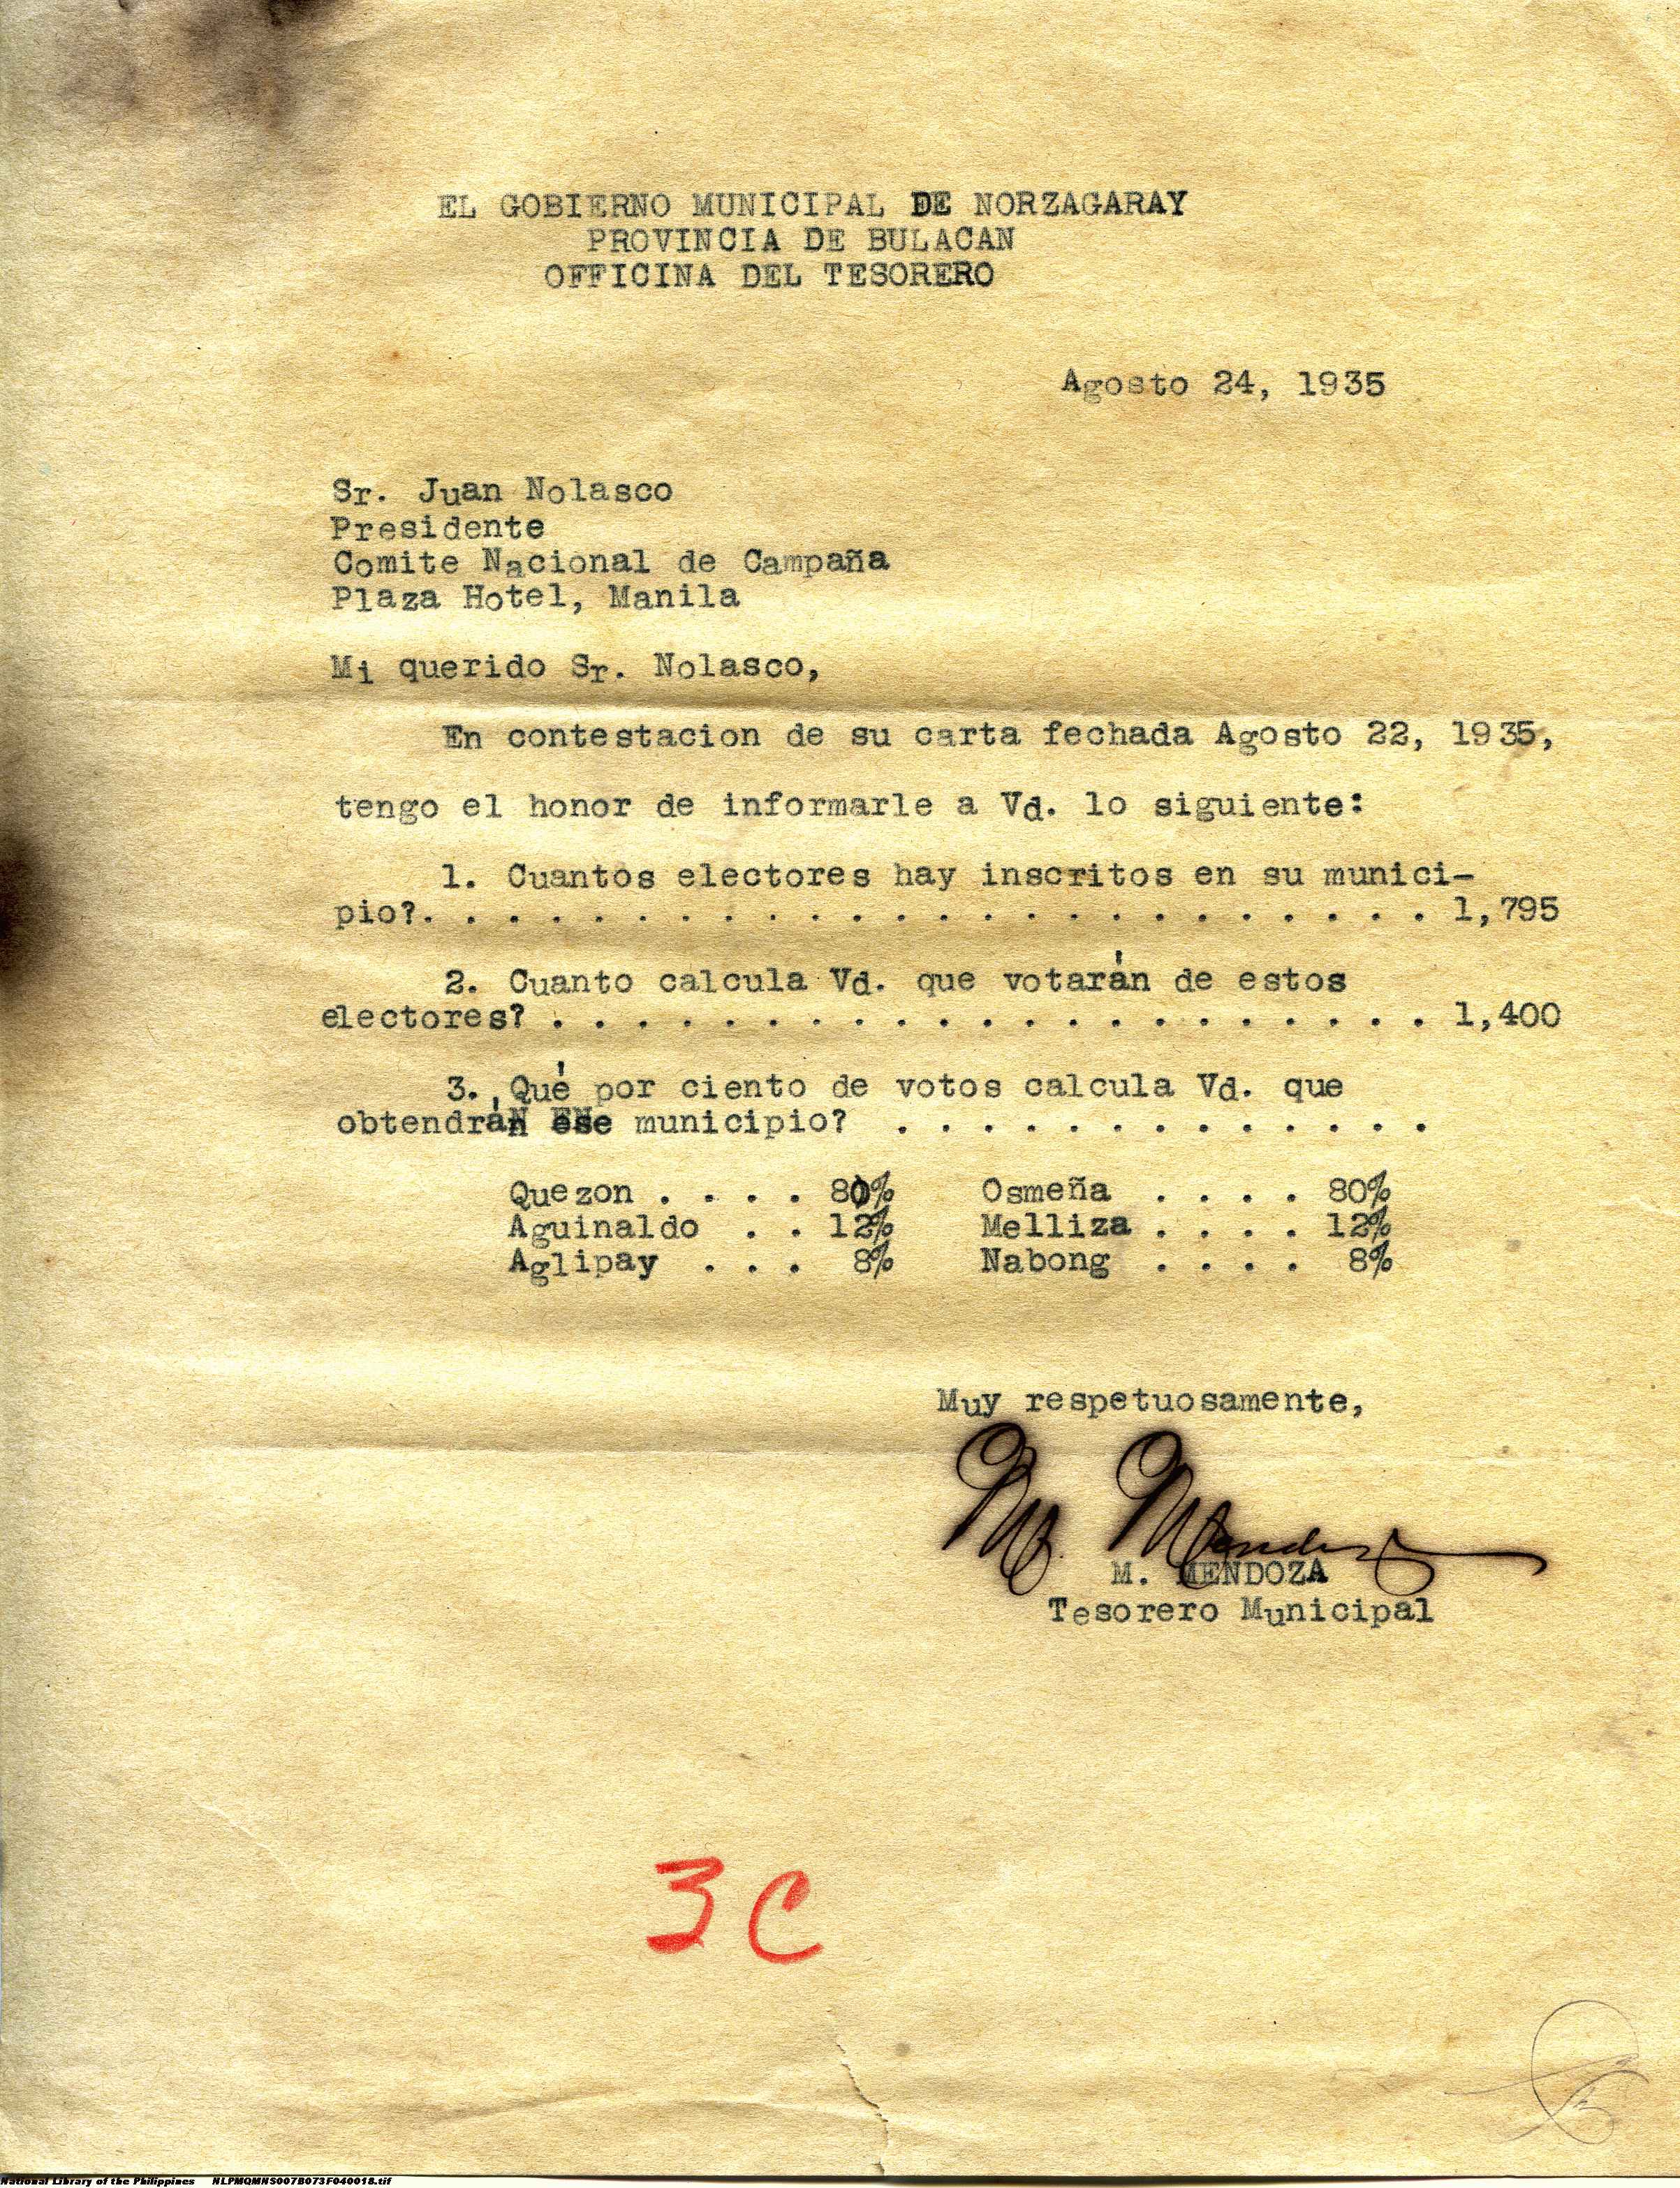 EL GOBIERNO MUNICIPAL DE NORZAGARAY
PROVINCIA DE BULACAN
OFFICINA DEL TESORERO
Agosto 24, 1935
Sr. Juan Nolasco
Presidente
Comite Nacional de Campaña
Plaza Hotel, Manila
Mi querido Sr. Nolasco,
En contestacion de su carta fechada Agosto 22, 1935,
tengo el honor de informarle a Vd. lo siguiente:
1. Cuantos electores hay inscritos en su munici-
pio?. . . . . . . . . . . . . . . . . . . . . . . . 1,795
2. Cuanto calcula Vd. que votarán de estos
electores? . . . . . . . . . . . . . . . . . . . . . 1,400
3. Qué por ciento de votos calcula Vd. que
obtendráN ese municipio? . . . . . . . . . . . . .
Quezon . . . . 80% Osmeña . . . . 80%
Aguinaldo . . 12% Melliza . . . . 12%
Aglipay . . . 8% Nabong . . . . 8%
Muy respetuosamente,
M. Mendoza
M. MENDOZA
Tesorero Municipal
3C
National Library of the Philippines NLPMQMNS007B073F040018.tif